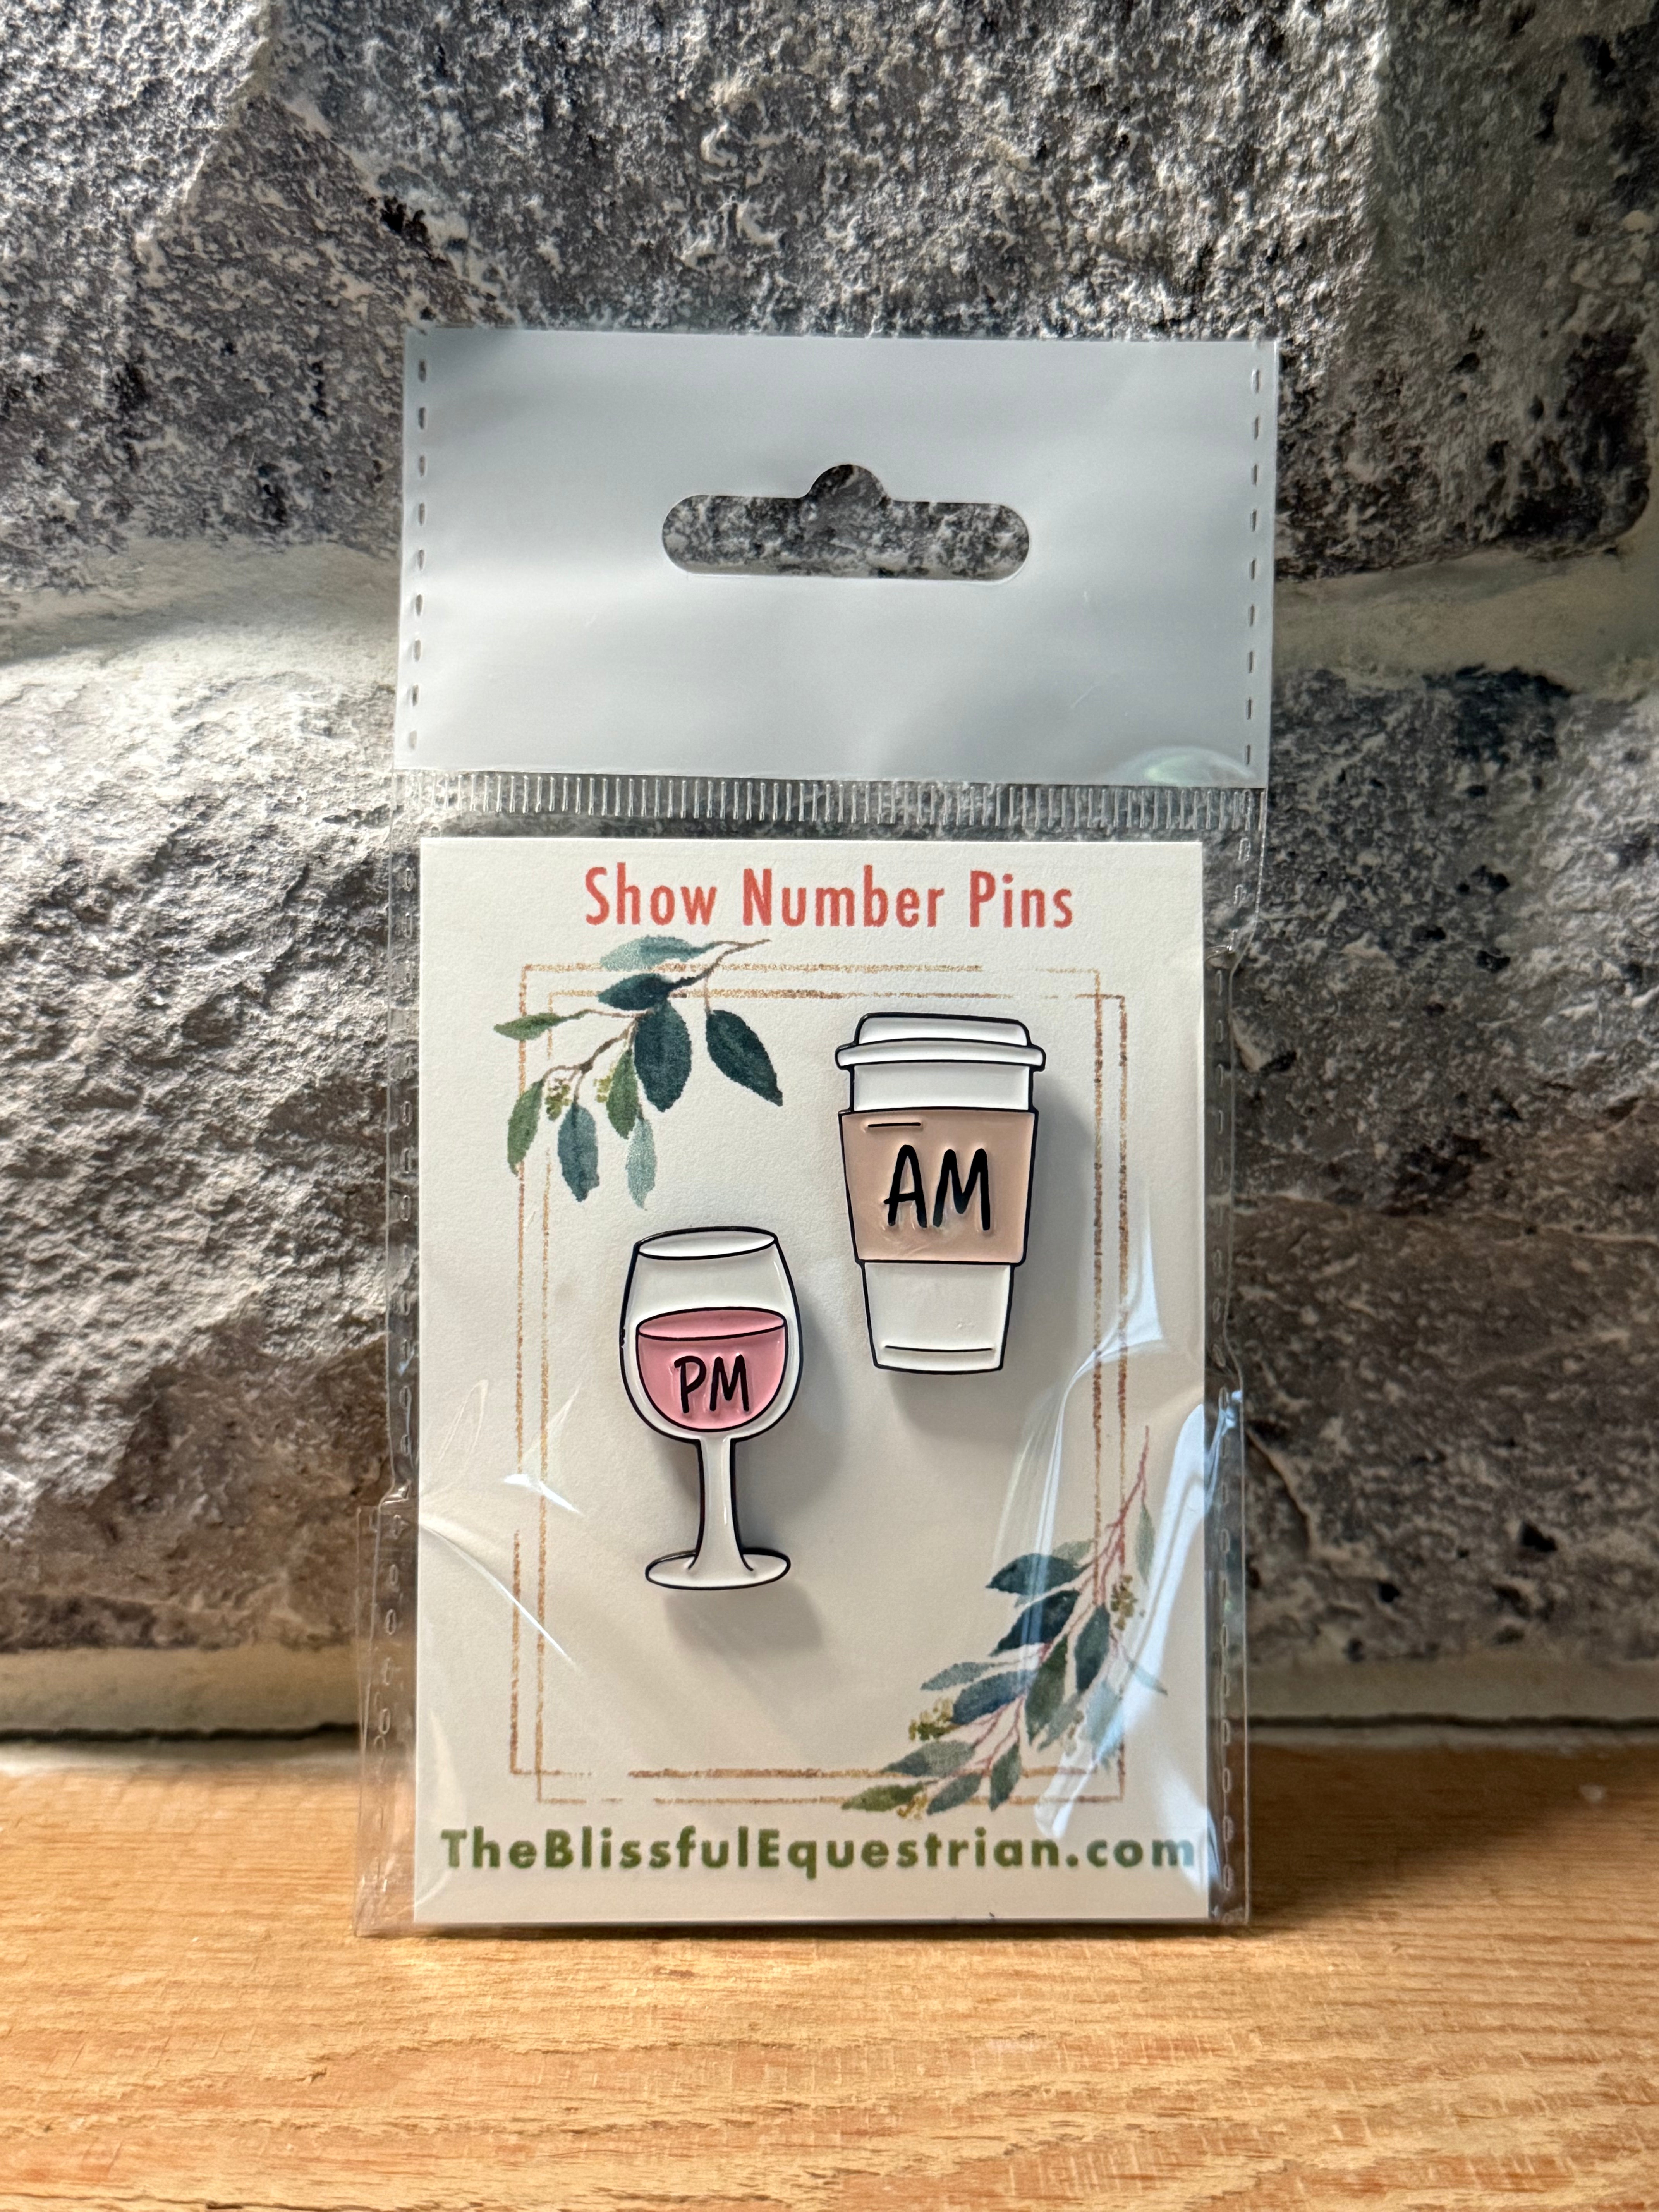 Show Number Pins
AM
PM
TheBlissfulEquestrian.com